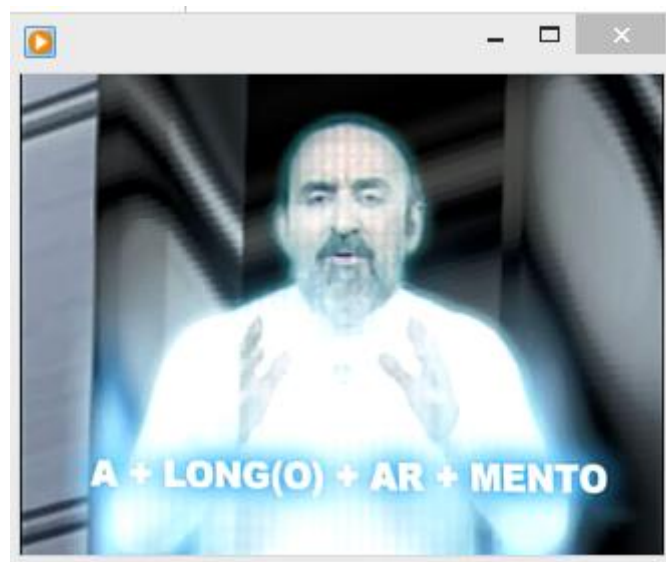 A + LONG(O) + AR + MENTO